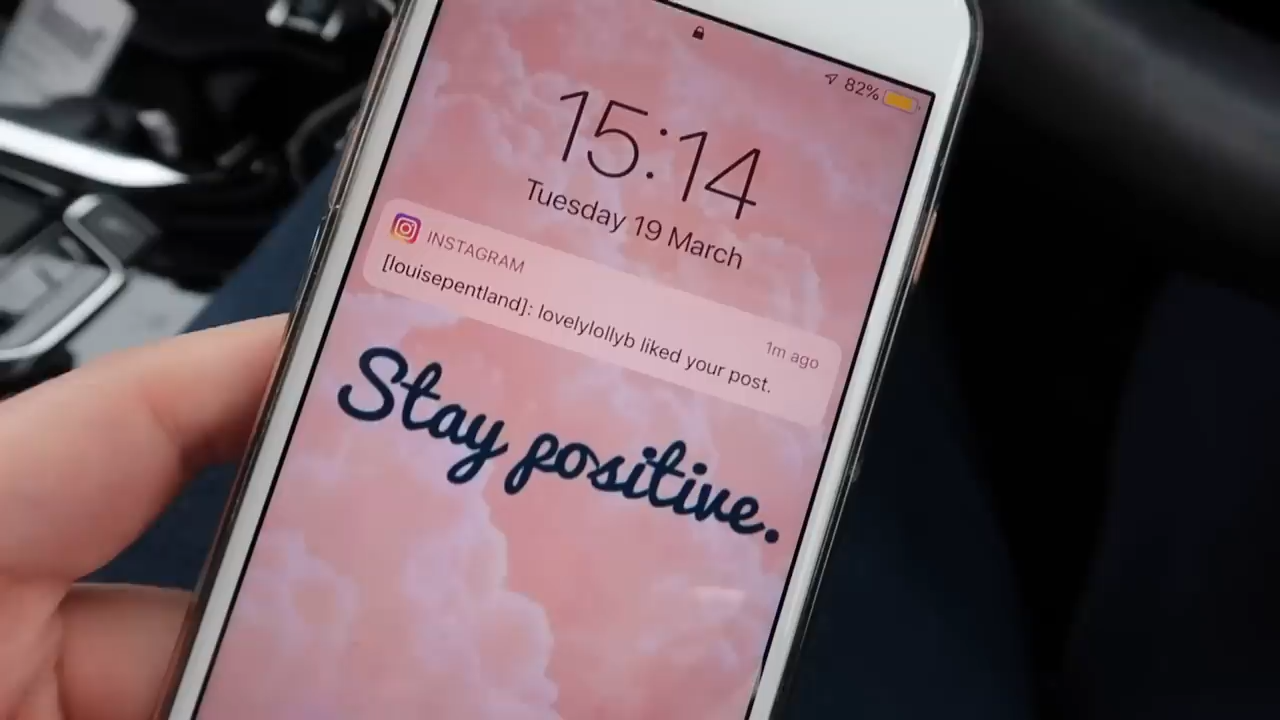 82%
15:14
Tuesday 19 March
INSTAGRAM
1m ago
[louisepentland]: lovelylollyb liked your post.
Stay positive.